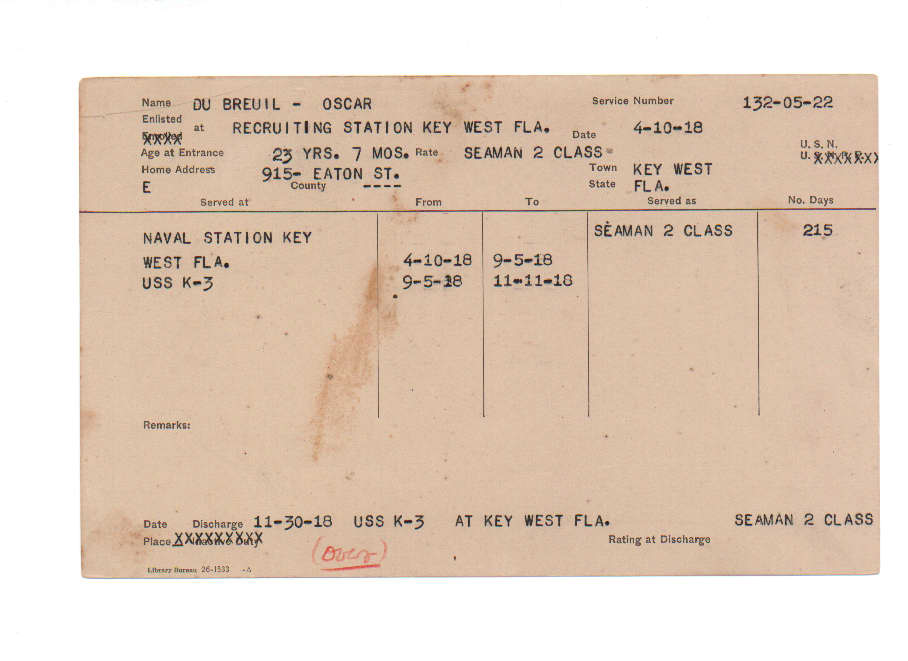 Name DU BREUIL - OSCAR Service Number 132-05-22
Enlisted
at RECRUITING STATION KEY WEST FLA. Date 4-10-18
Age at Entrance 23 YRS. 7 MOS. Rate SEAMAN 2 CLASS U. S. N.
Home Address 915- EATON ST. Town KEY WEST
E County ---- State FLA.
Served at From To Served as No. Days
NAVAL STATION KEY SEAMAN 2 CLASS 215
WEST FLA. 4-10-18 9-5-18
USS K-3 9-5-18 11-11-18
Remarks:
Date Discharge 11-30-18 USS K-3 AT KEY WEST FLA. SEAMAN 2 CLASS
Place XXXXXXXXX Rating at Discharge
(Over)
Library Bureau 26-1533